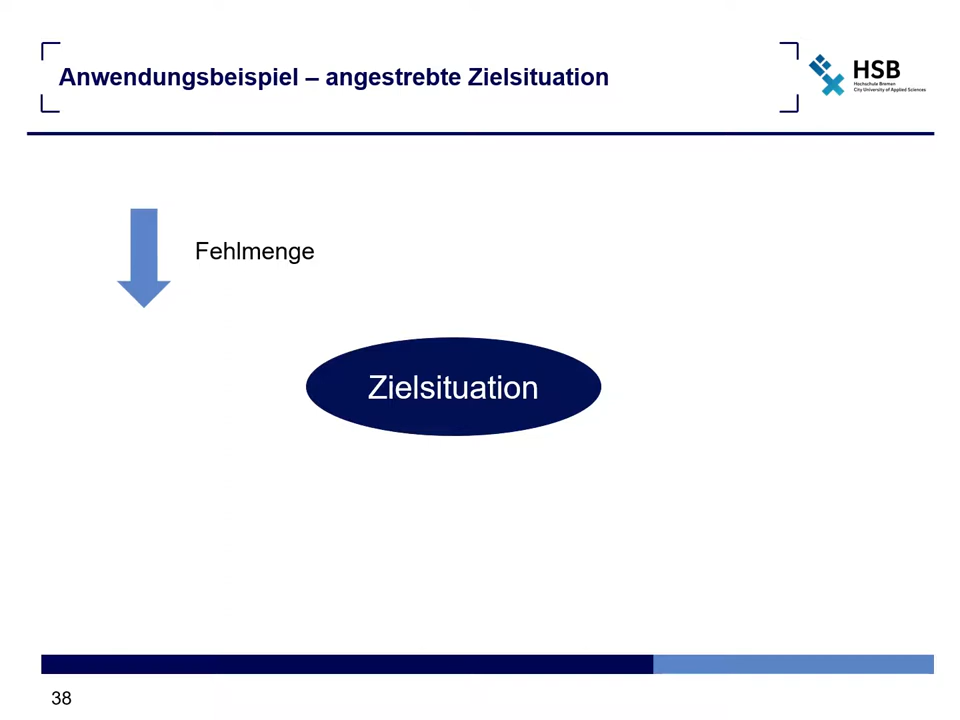 Anwendungsbeispiel – angestrebte Zielsituation
HSB
Hochschule Bremen
City University of Applied Sciences
Fehlmenge
Zielsituation
38